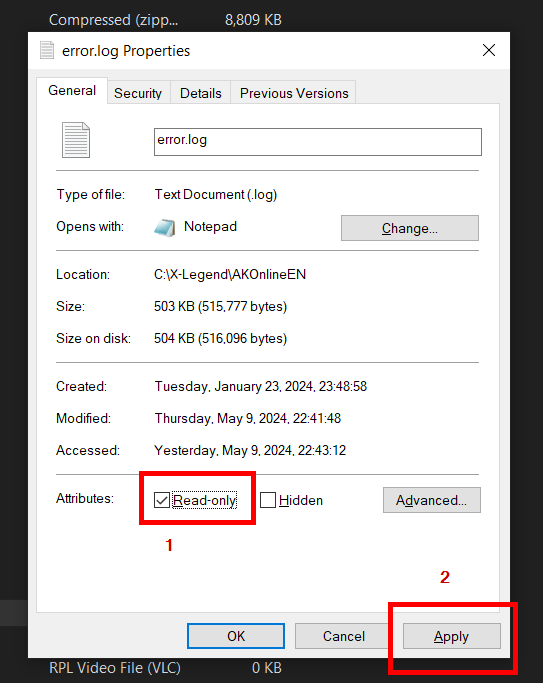 Compressed (zipp... 8,809 KB
error.log Properties
General Security Details Previous Versions
error.log
Type of file: Text Document (.log)
Opens with: Notepad Change...
Location: C:\X-Legend\AKOnlineEN
Size: 503 KB (515,777 bytes)
Size on disk: 504 KB (516,096 bytes)
Created: Tuesday, January 23, 2024, 23:48:58
Modified: Thursday, May 9, 2024, 22:41:48
Accessed: Yesterday, May 9, 2024, 22:43:12
Attributes: Read-only Hidden Advanced...
1
2
OK Cancel Apply
RPL Video File (VLC) 0 KB